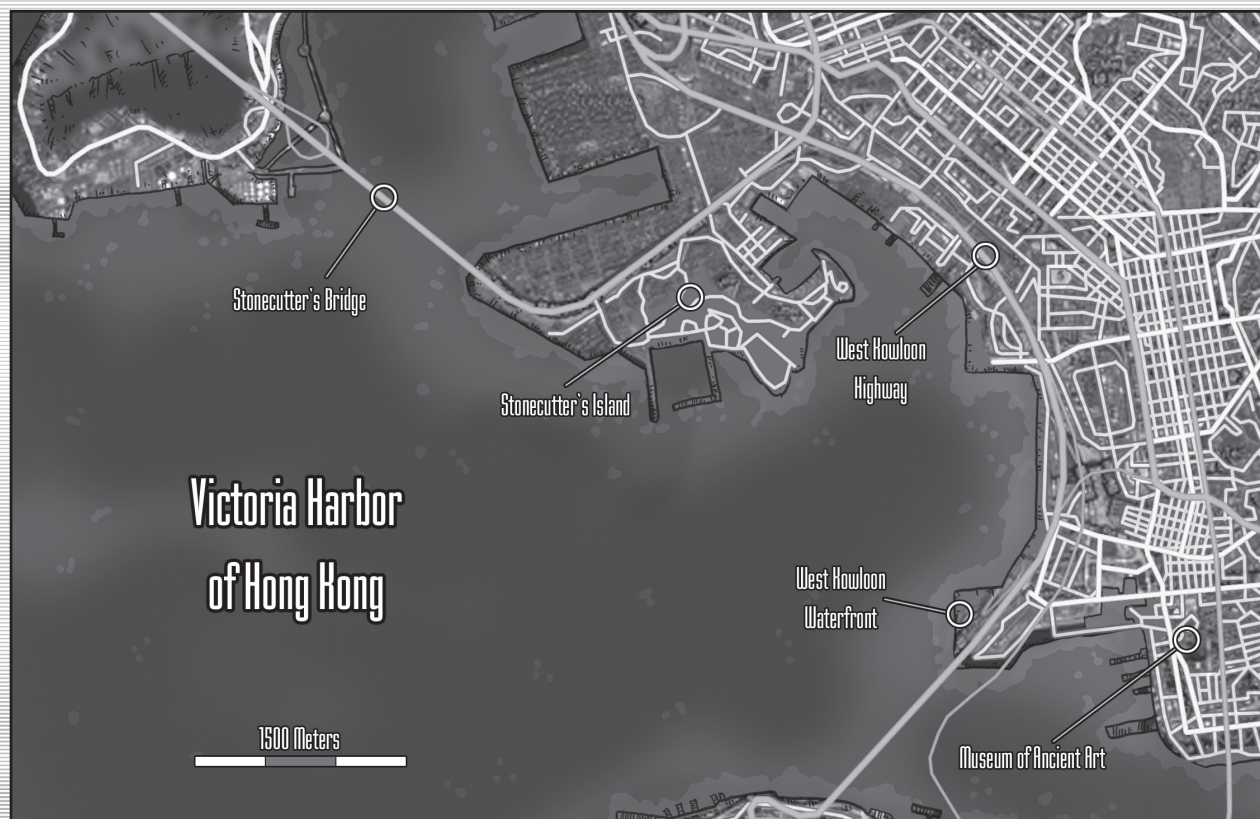 Stonecutter's Bridge
Stonecutter's Island
West Kowloon
Highway
Victoria Harbor
of Hong Kong
West Kowloon
Waterfront
1500 Meters
Museum of Ancient Art